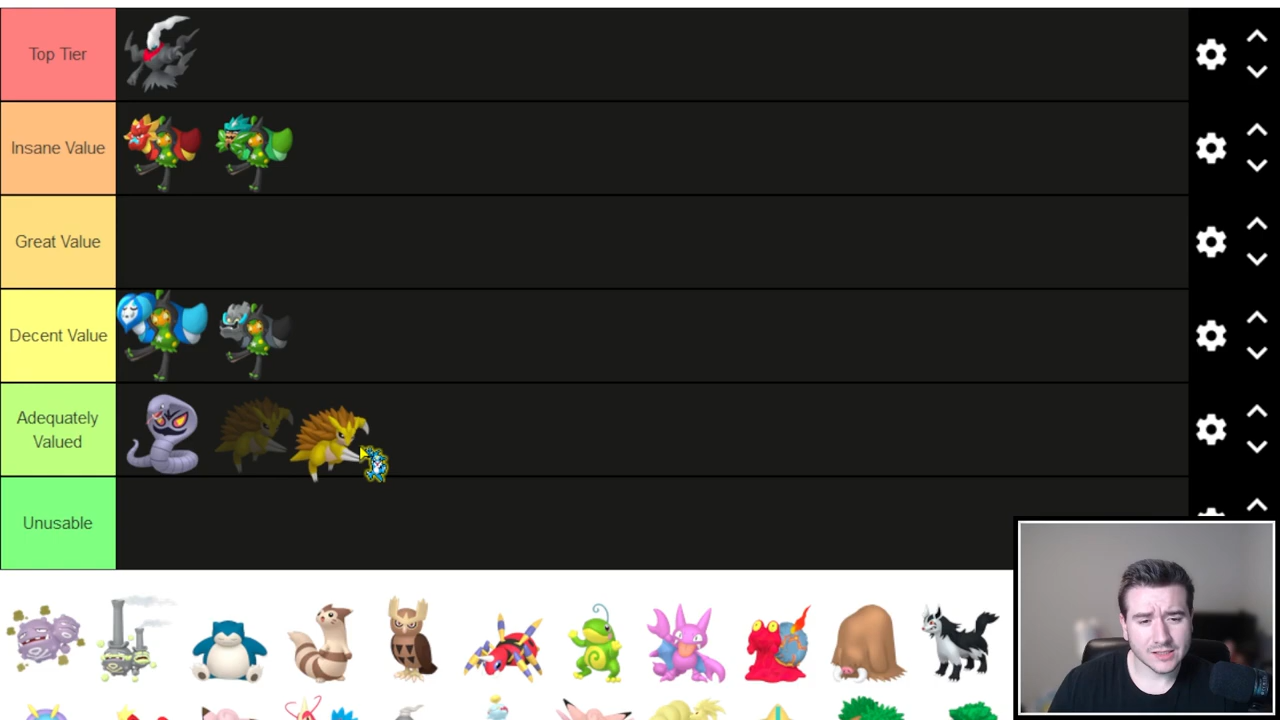 Top Tier
Insane Value
Great Value
Decent Value
Adequately
Valued
Unusable